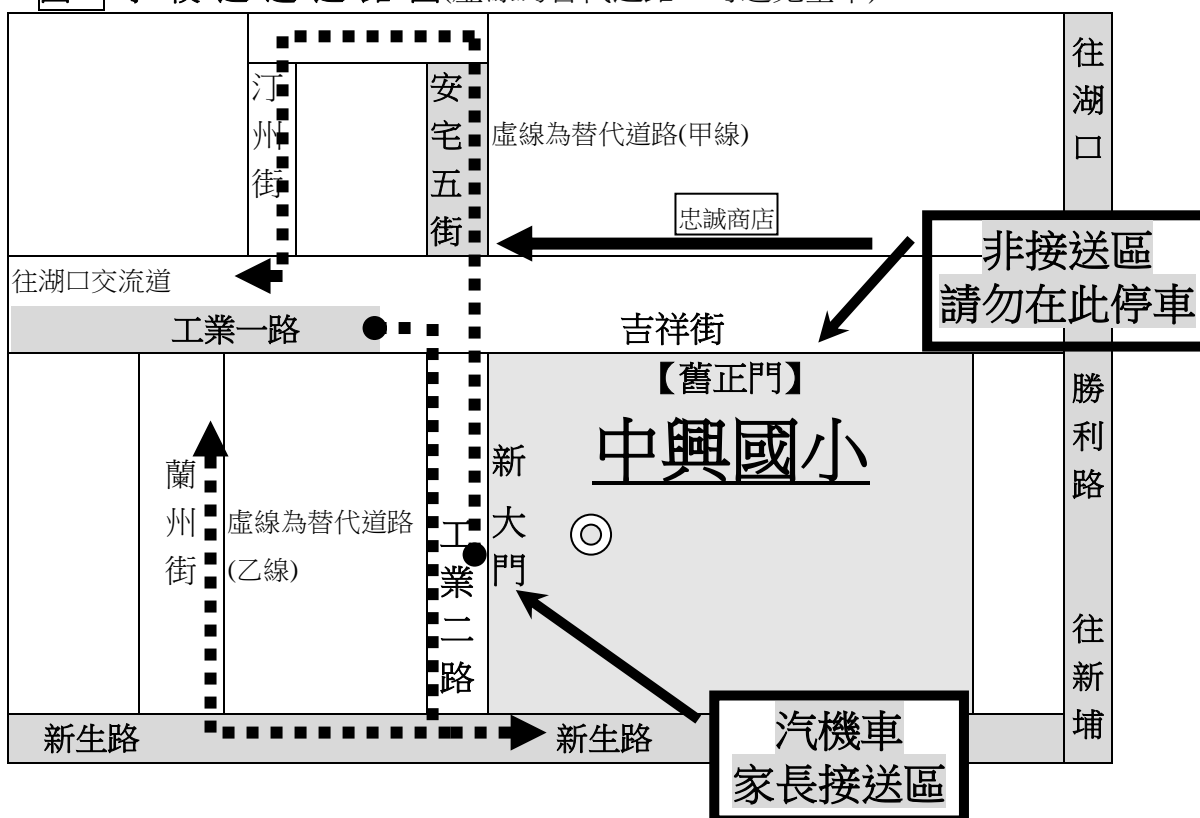 往湖口
汀州街
安宅五街
虛線為替代道路(甲線)
忠誠商店
非接送區
請勿在此停車
往湖口交流道
工業一路
吉祥街
【舊正門】
中興國小
勝利路
新大門
蘭州街
虛線為替代道路
(乙線)
工業二路
往新埔
新生路
新生路
汽機車
家長接送區